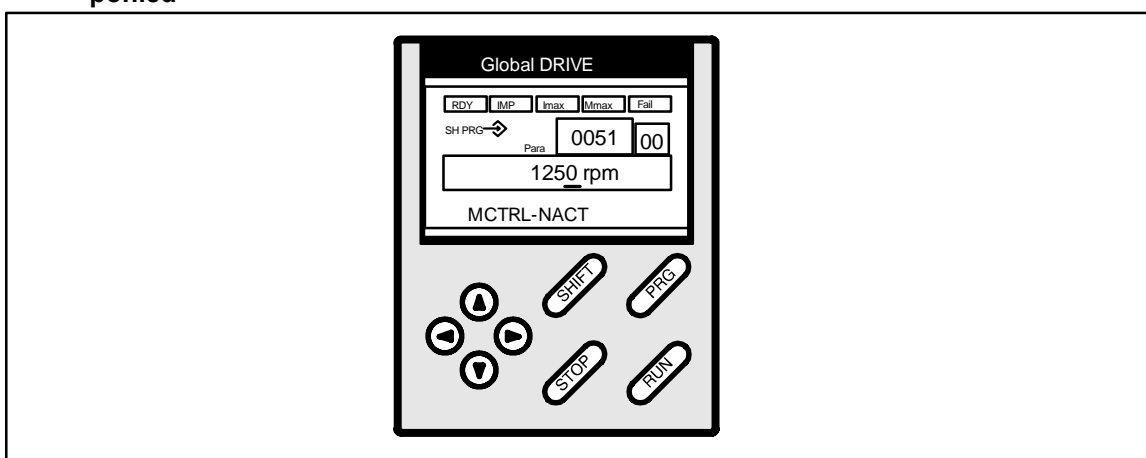 Global DRIVE
RDY IMP Imax Mmax Fail
SH PRG
Para 0051 00
1250 rpm
MCTRL-NACT
SHIFT PRG
STOP RUN